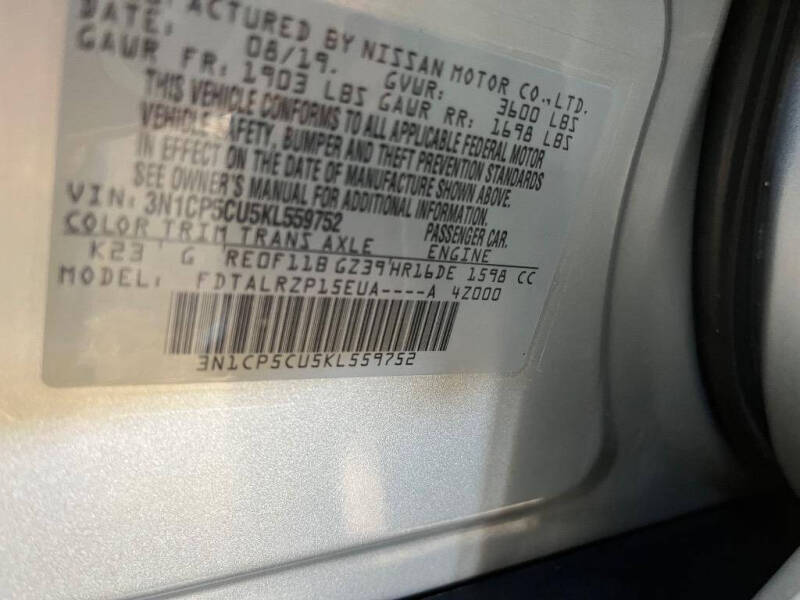 ACTURED BY NISSAN MOTOR CO., LTD.
DATE: 08/19. GVWR: 3600 LBS
GAWR FR: 1903 LBS GAWR RR: 1698 LBS
THIS VEHICLE CONFORMS TO ALL APPLICABLE FEDERAL MOTOR
VEHICLE SAFETY, BUMPER AND THEFT PREVENTION STANDARDS
IN EFFECT ON THE DATE OF MANUFACTURE SHOWN ABOVE.
SEE OWNER'S MANUAL FOR ADDITIONAL INFORMATION.
VIN: 3N1CP5CU5KL559752 PASSENGER CAR.
COLOR TRIM TRANS AXLE ENGINE
K23 G RE0F11B GZ39 HR16DE 1598 CC
MODEL: FDTALRZP15EUA----A 4Z000
3N1CP5CU5KL559752